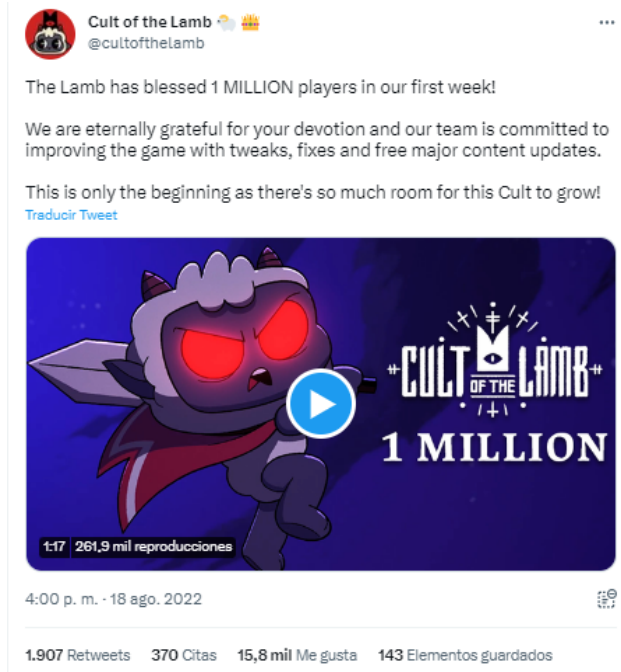 Cult of the Lamb
@cultofthelamb
The Lamb has blessed 1 MILLION players in our first week!
We are eternally grateful for your devotion and our team is committed to
improving the game with tweaks, fixes and free major content updates.
This is only the beginning as there's so much room for this Cult to grow!
Traducir Tweet
CULT OF THE LAMB
1 MILLION
1:17 261,9 mil reproducciones
4:00 p. m. · 18 ago. 2022
1.907 Retweets 370 Citas 15,8 mil Me gusta 143 Elementos guardados